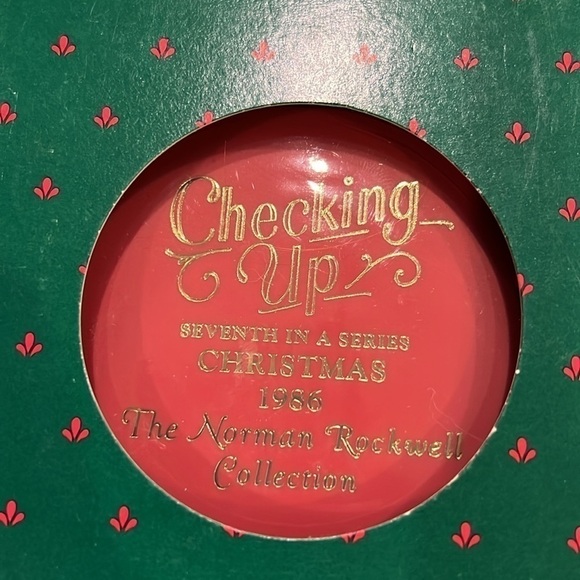 Checking
Up
SEVENTH IN A SERIES
CHRISTMAS
1986
The Norman Rockwell
Collection